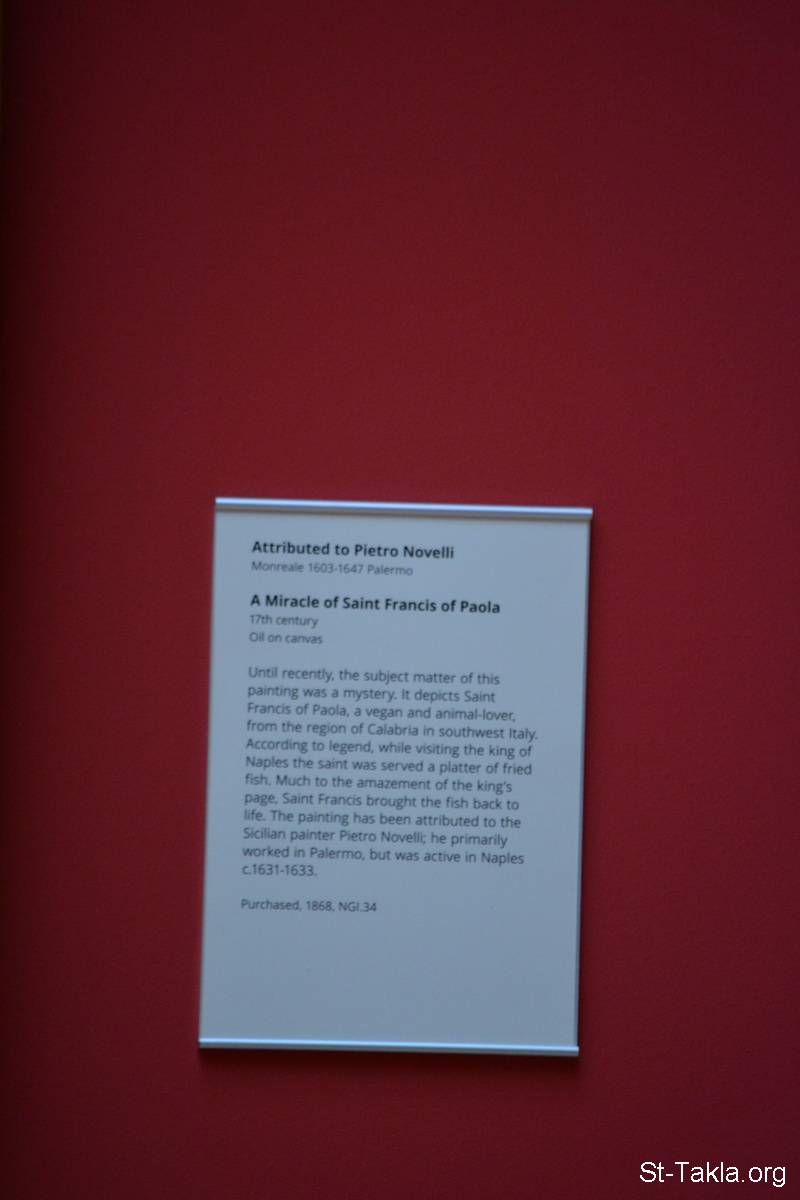 Attributed to Pietro Novelli
Monreale 1603-1647 Palermo
A Miracle of Saint Francis of Paola
17th century
Oil on canvas
Until recently, the subject matter of this
painting was a mystery. It depicts Saint
Francis of Paola, a vegan and animal-lover,
from the region of Calabria in southwest Italy.
According to legend, while visiting the king of
Naples the saint was served a platter of fried
fish. Much to the amazement of the king's
page, Saint Francis brought the fish back to
life. The painting has been attributed to the
Sicilian painter Pietro Novelli; he primarily
worked in Palermo, but was active in Naples
c.1631-1633.
Purchased, 1868, NGI.34
St-Takla.org